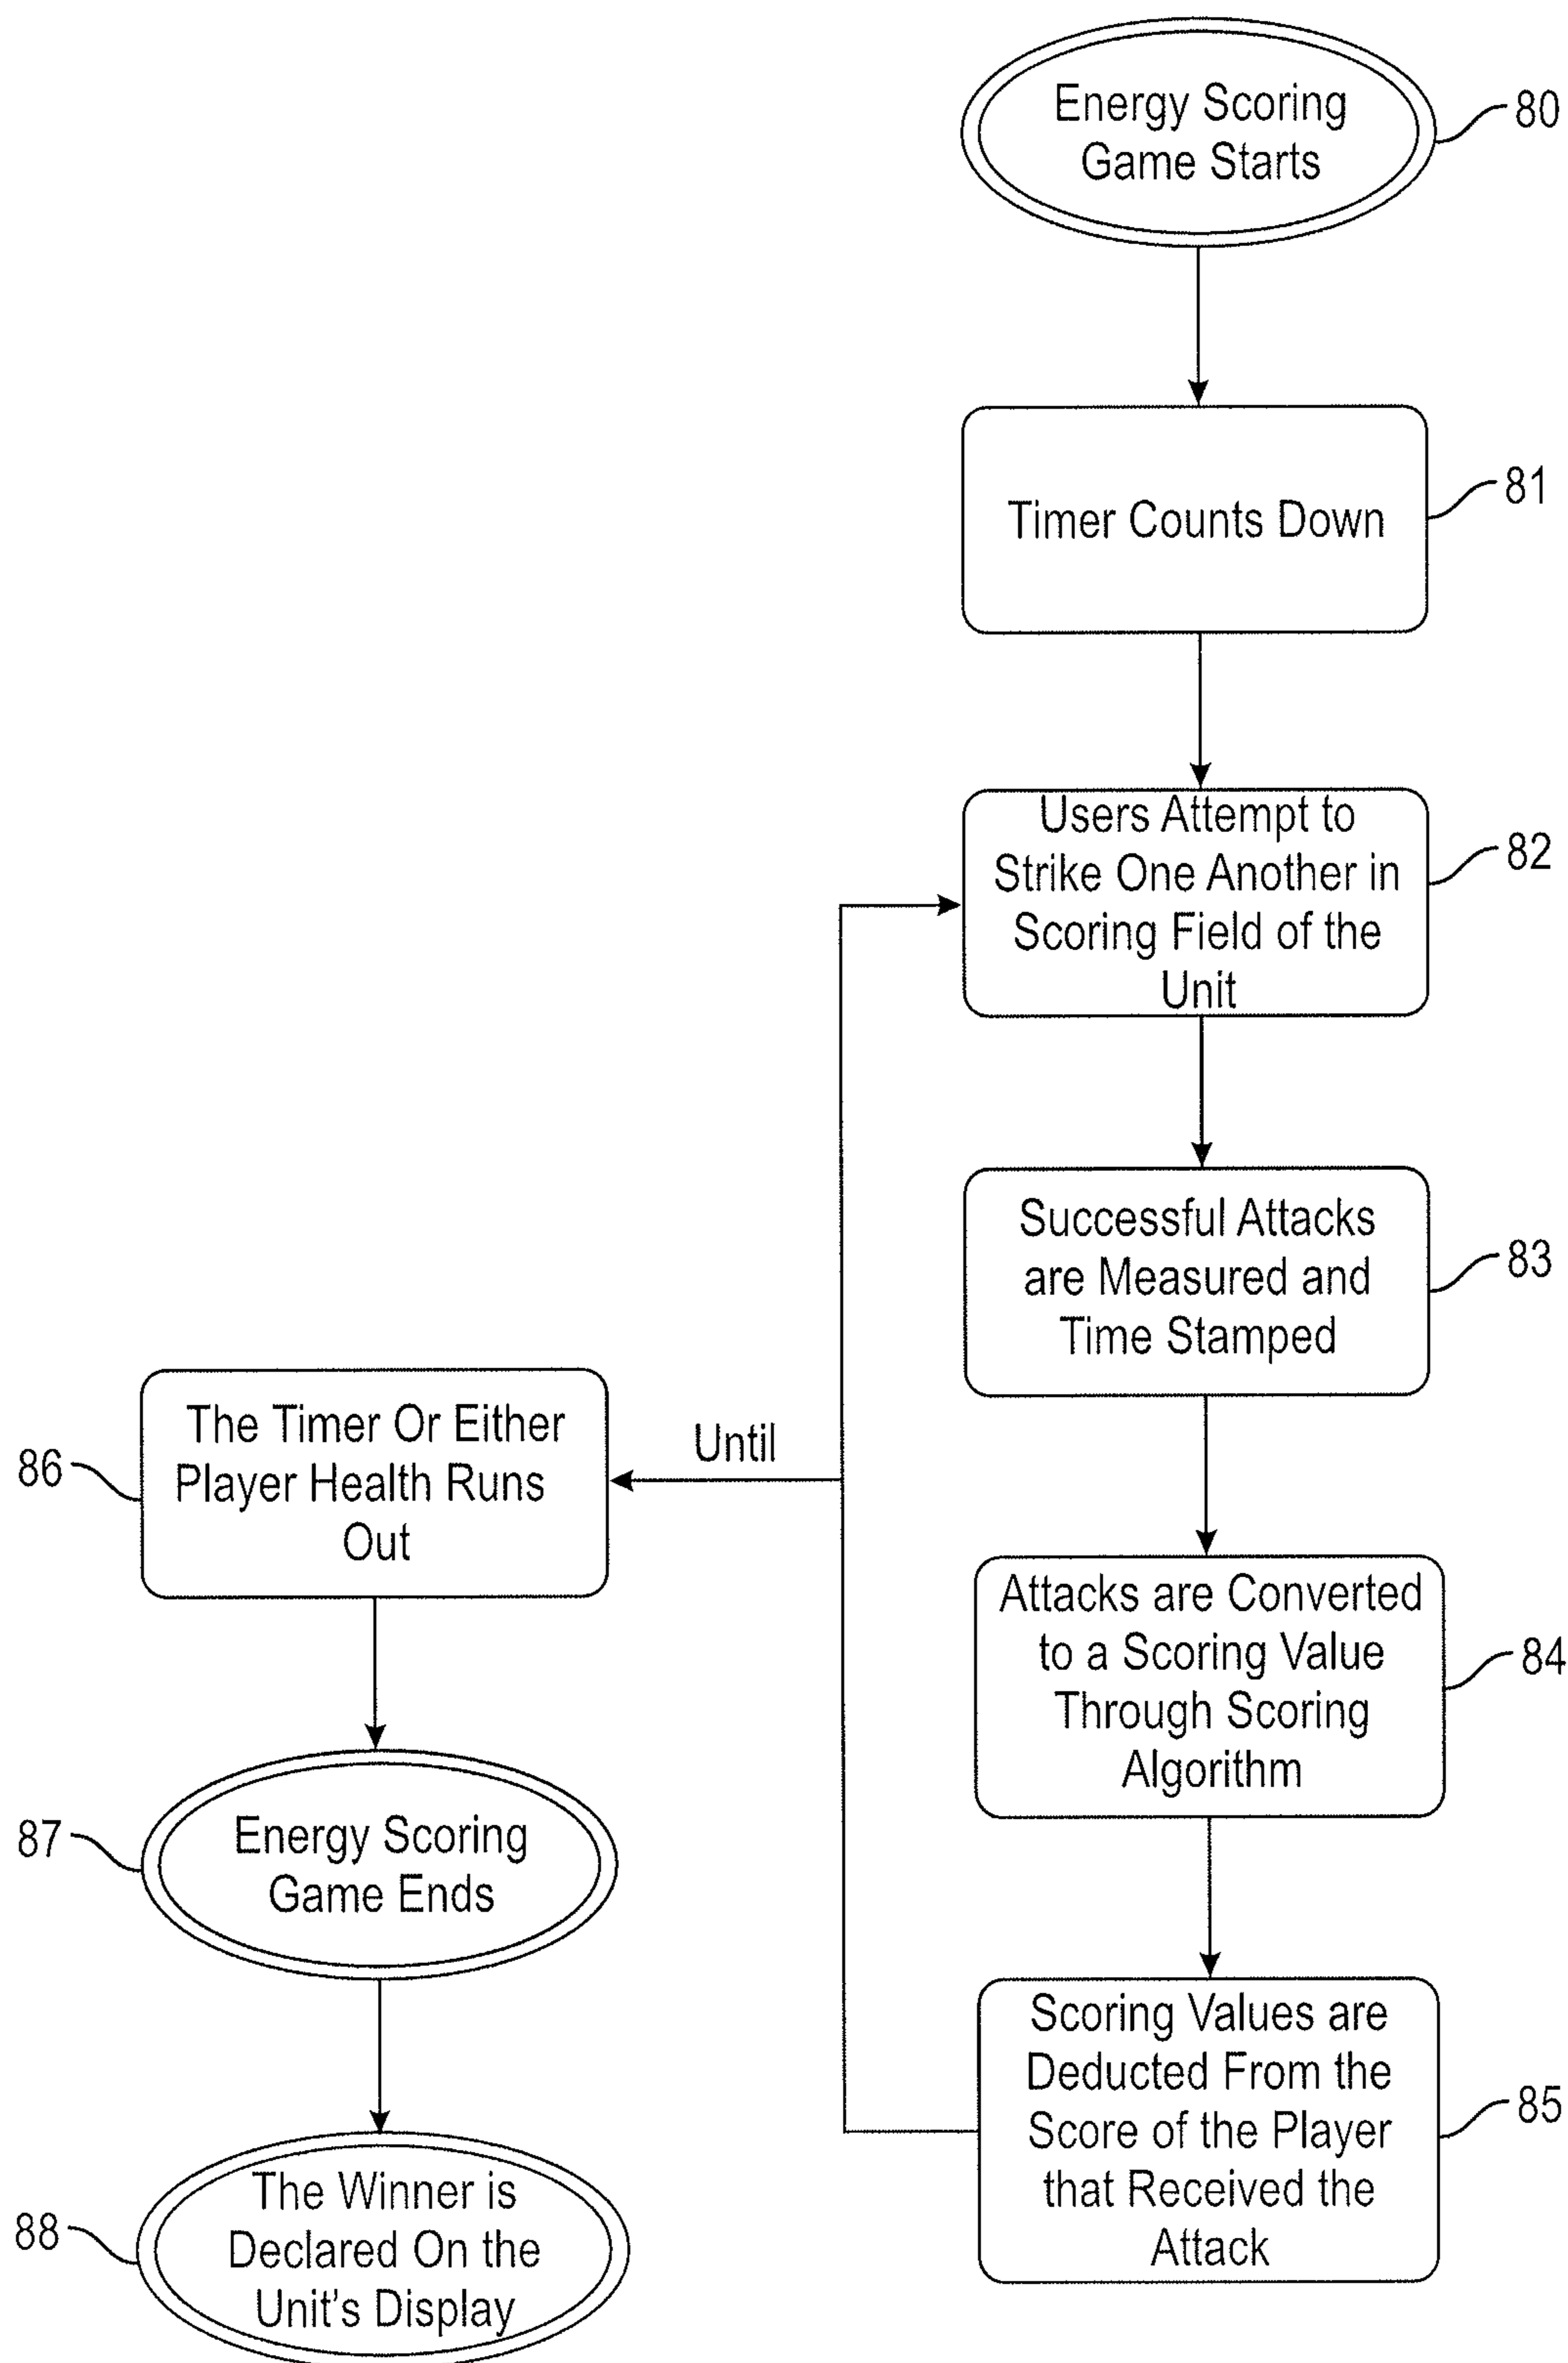 Energy Scoring
Game Starts
80
Timer Counts Down
81
Users Attempt to
Strike One Another in
Scoring Field of the
Unit
82
Successful Attacks
are Measured and
Time Stamped
83
Attacks are Converted
to a Scoring Value
Through Scoring
Algorithm
84
Scoring Values are
Deducted From the
Score of the Player
that Received the
Attack
85
Until
The Timer Or Either
Player Health Runs
Out
86
Energy Scoring
Game Ends
87
The Winner is
Declared On the
Unit's Display
88